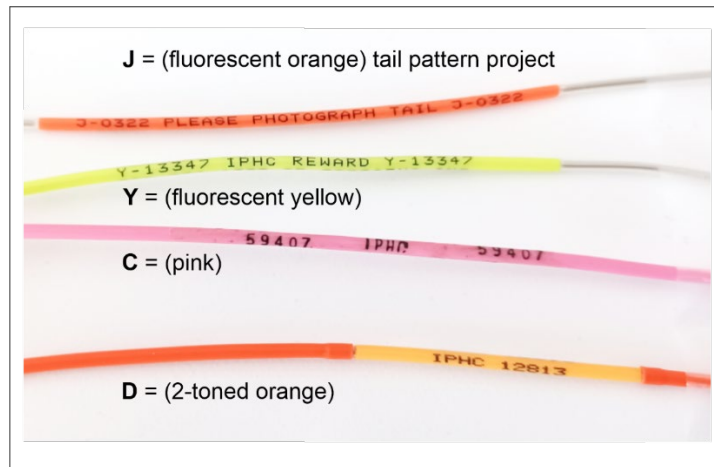 J = (fluorescent orange) tail pattern project
J-0322 PLEASE PHOTOGRAPH TAIL J-0322
Y-13347 IPHC REWARD Y-13347
Y = (fluorescent yellow)
59407 IPHC 59407
C = (pink)
IPHC 12813
D = (2-toned orange)